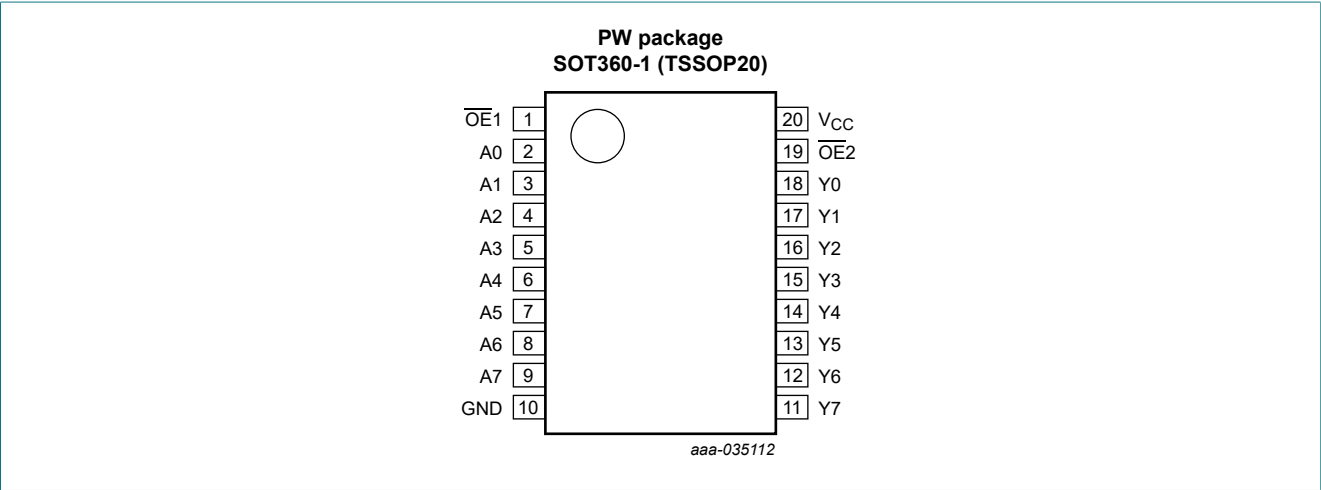 PW package
SOT360-1 (TSSOP20)
O̅E̅1 1 20 VCC
A0 2 19 O̅E̅2
A1 3 18 Y0
A2 4 17 Y1
A3 5 16 Y2
A4 6 15 Y3
A5 7 14 Y4
A6 8 13 Y5
A7 9 12 Y6
GND 10 11 Y7
aaa-035112